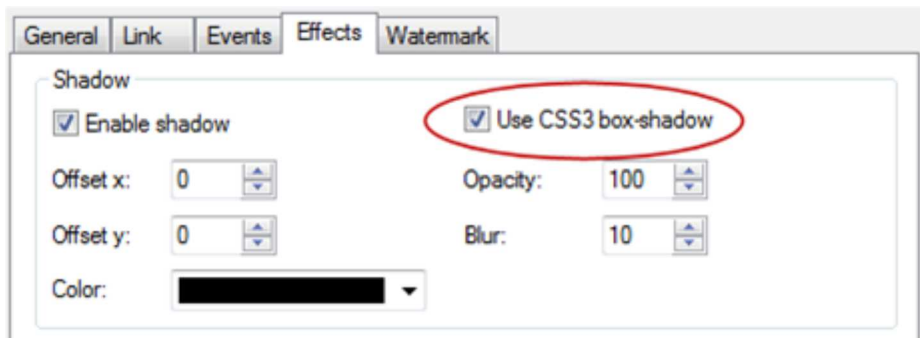 General Link Events Effects Watermark
Shadow
Enable shadow Use CSS3 box-shadow
Offset x: 0 Opacity: 100
Offset y: 0 Blur: 10
Color: